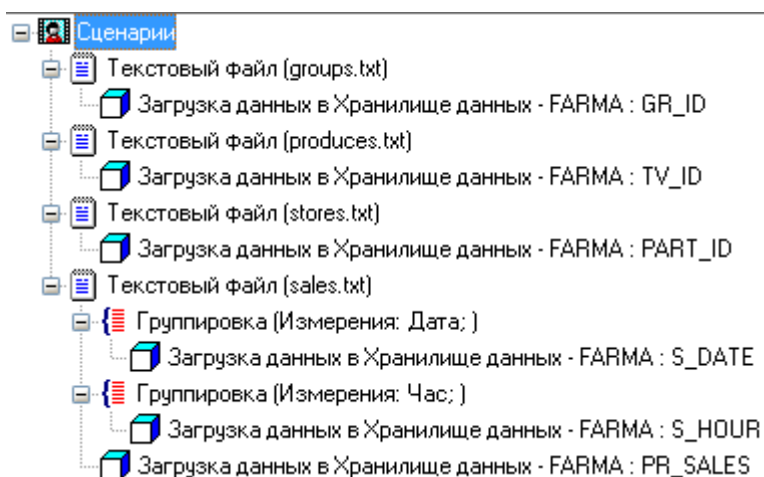 Сценарии
Текстовый файл (groups.txt)
Загрузка данных в Хранилище данных - FARMA : GR_ID
Текстовый файл (produces.txt)
Загрузка данных в Хранилище данных - FARMA : TV_ID
Текстовый файл (stores.txt)
Загрузка данных в Хранилище данных - FARMA : PART_ID
Текстовый файл (sales.txt)
Группировка (Измерения: Дата; )
Загрузка данных в Хранилище данных - FARMA : S_DATE
Группировка (Измерения: Час; )
Загрузка данных в Хранилище данных - FARMA : S_HOUR
Загрузка данных в Хранилище данных - FARMA : PR_SALES